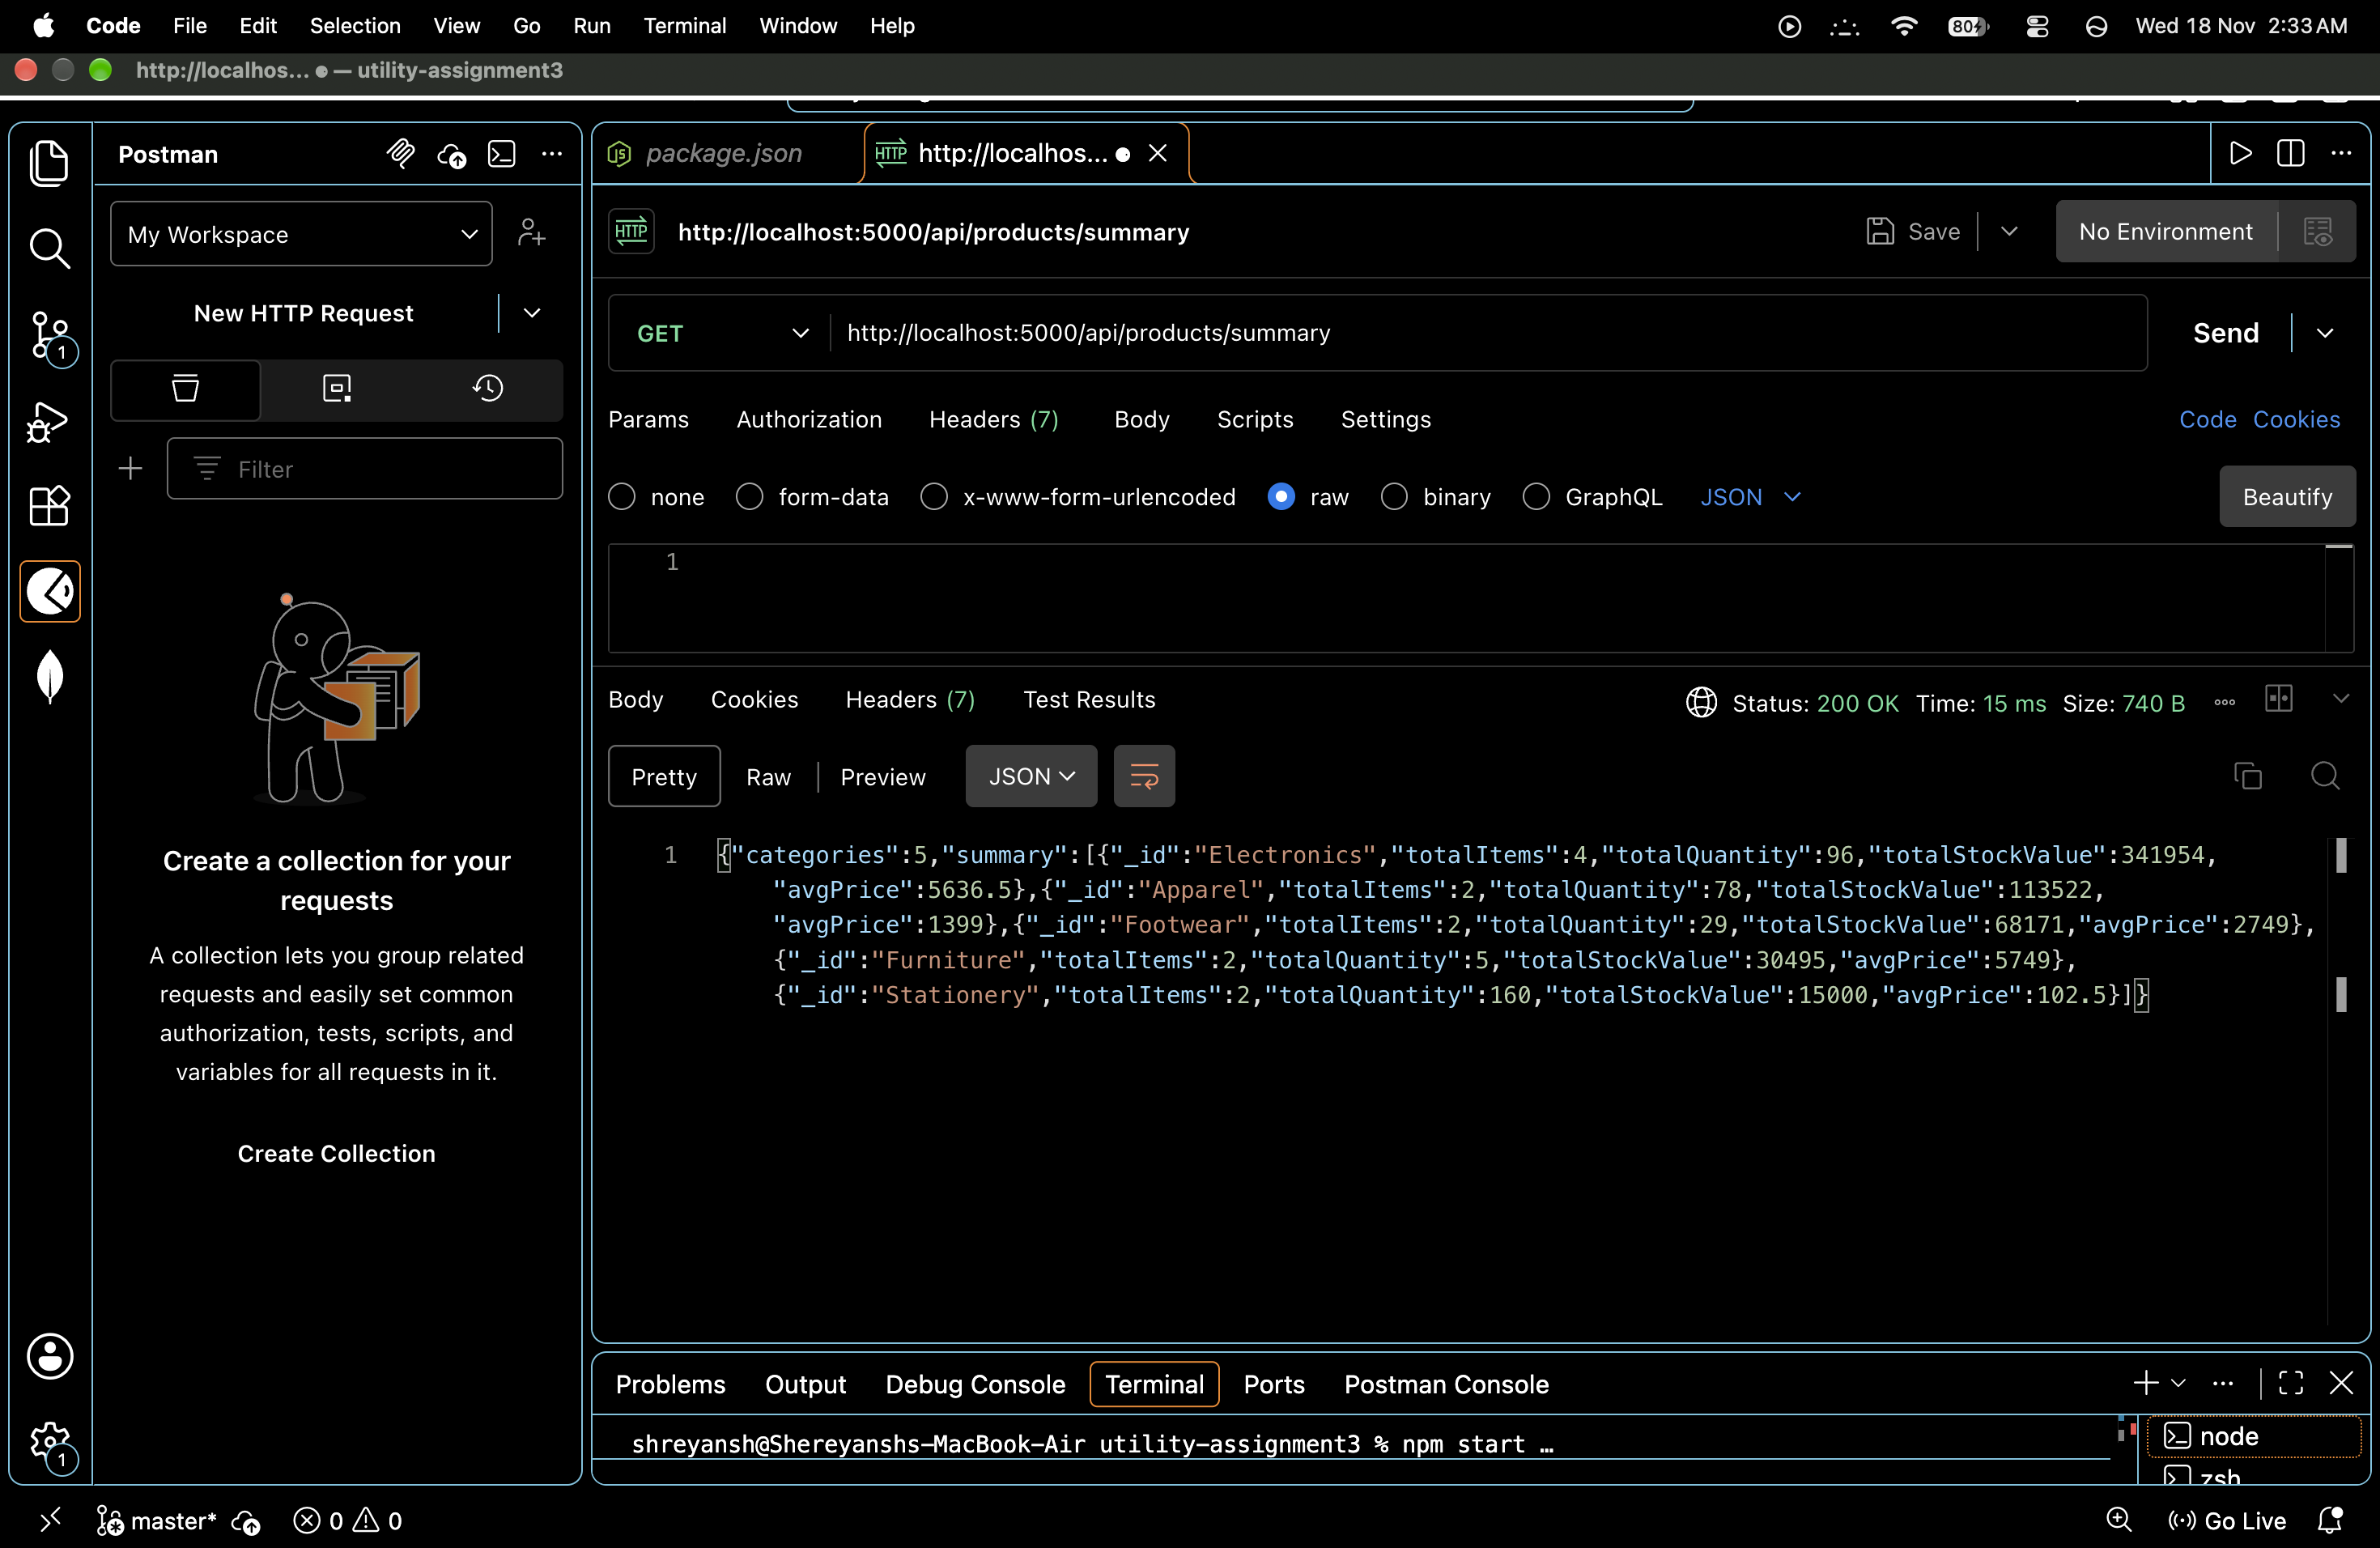 Code File Edit Selection View Go Run Terminal Window Help 80 Wed 18 Nov 2:33 AM
http://localhos... ● — utility-assignment3
Postman
My Workspace
New HTTP Request
Filter
Create a collection for your
requests
A collection lets you group related
requests and easily set common
authorization, tests, scripts, and
variables for all requests in it.
Create Collection
1
1
JS package.json HTTP http://localhos... ●
HTTP http://localhost:5000/api/products/summary Save No Environment
GET http://localhost:5000/api/products/summary Send
Params Authorization Headers (7) Body Scripts Settings Code Cookies
none form-data x-www-form-urlencoded raw binary GraphQL JSON Beautify
1
Body Cookies Headers (7) Test Results Status: 200 OK Time: 15 ms Size: 740 B
Pretty Raw Preview JSON
1 {"categories":5,"summary":[{"_id":"Electronics","totalItems":4,"totalQuantity":96,"totalStockValue":341954,
"avgPrice":5636.5},{"_id":"Apparel","totalItems":2,"totalQuantity":78,"totalStockValue":113522,
"avgPrice":1399},{"_id":"Footwear","totalItems":2,"totalQuantity":29,"totalStockValue":68171,"avgPrice":2749},
{"_id":"Furniture","totalItems":2,"totalQuantity":5,"totalStockValue":30495,"avgPrice":5749},
{"_id":"Stationery","totalItems":2,"totalQuantity":160,"totalStockValue":15000,"avgPrice":102.5}]}
Problems Output Debug Console Terminal Ports Postman Console
shreyansh@Shereyanshs-MacBook-Air utility-assignment3 % npm start …
node
zsh
master* 0 0 Go Live